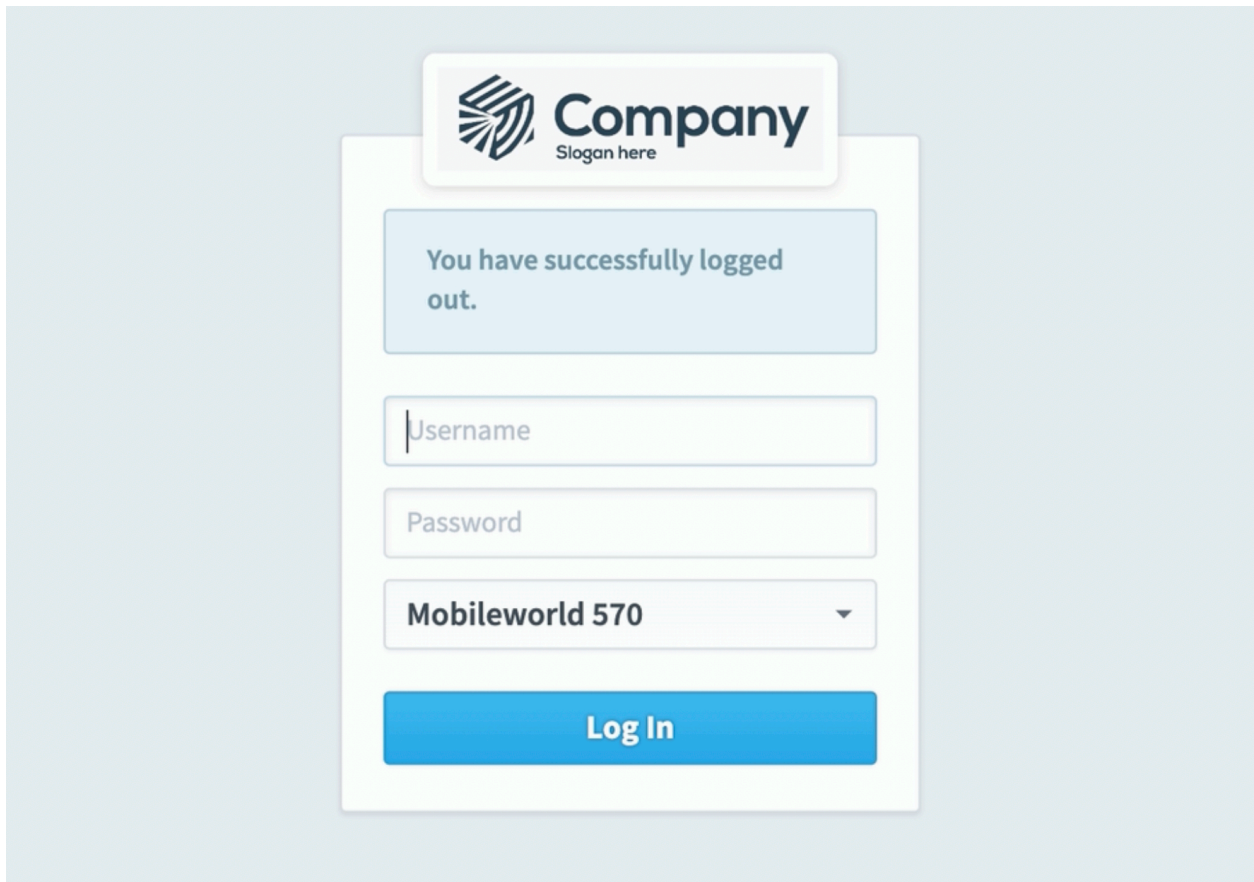 Company
Slogan here
You have successfully logged
out.
Username
Password
Mobileworld 570
Log In